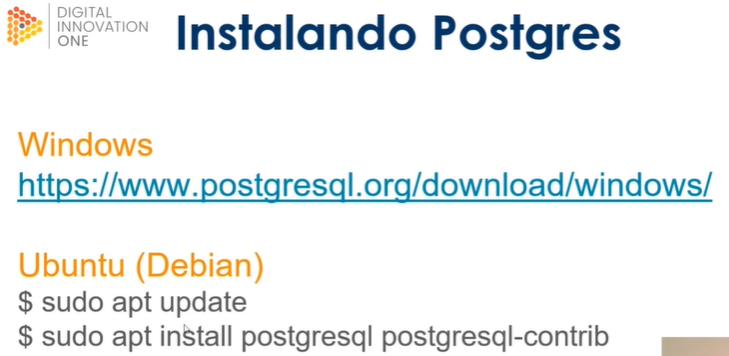 DIGITAL
INNOVATION
ONE
Instalando Postgres
Windows
https://www.postgresql.org/download/windows/
Ubuntu (Debian)
$ sudo apt update
$ sudo apt install postgresql postgresql-contrib